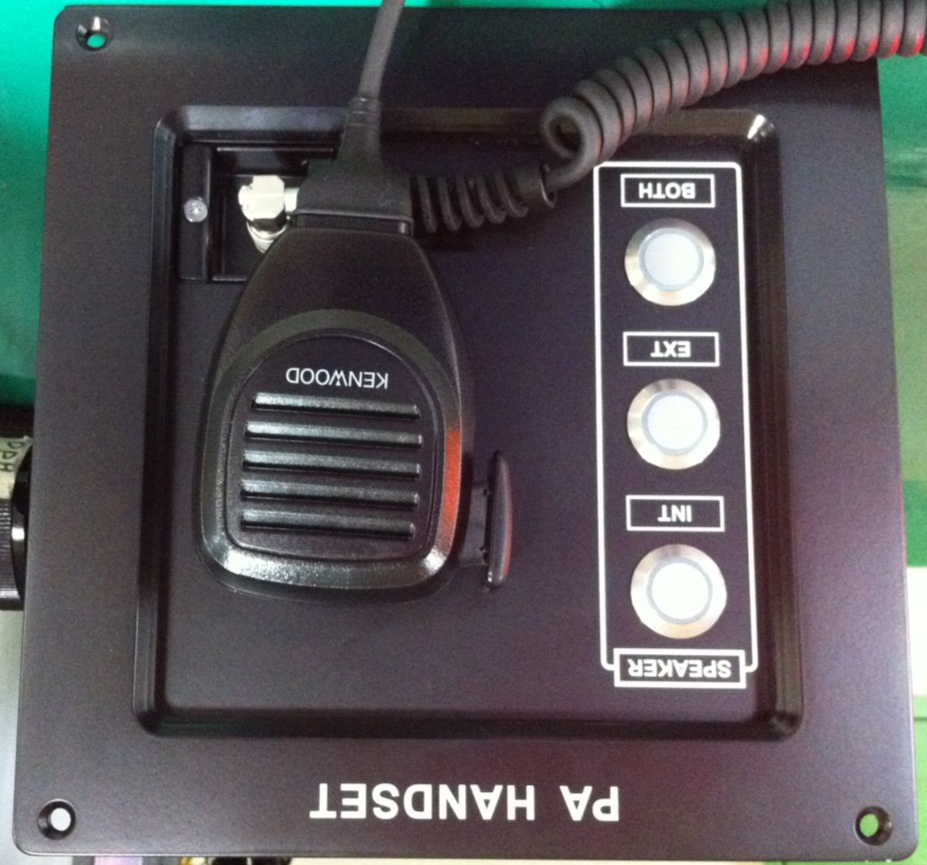 PA HANDSET
SPEAKER
INT
EXT
BOTH
KENWOOD